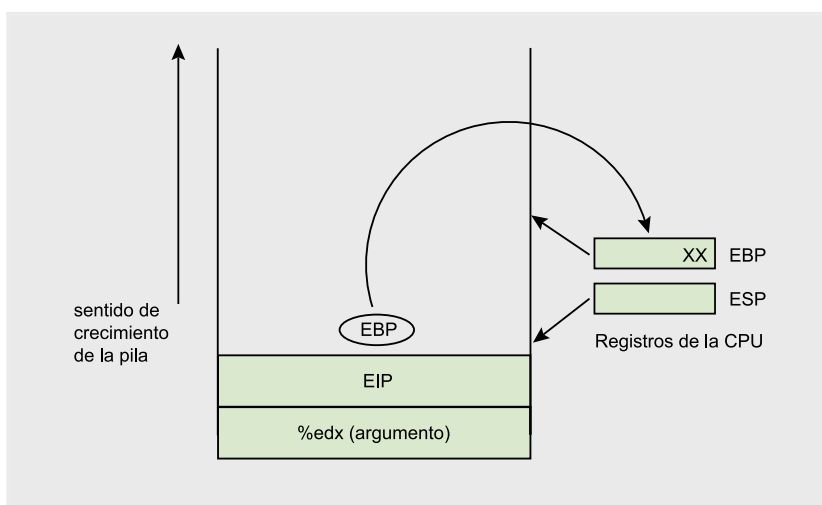 XX EBP
ESP
sentido de
crecimiento
de la pila
EBP
Registros de la CPU
EIP
%edx (argumento)